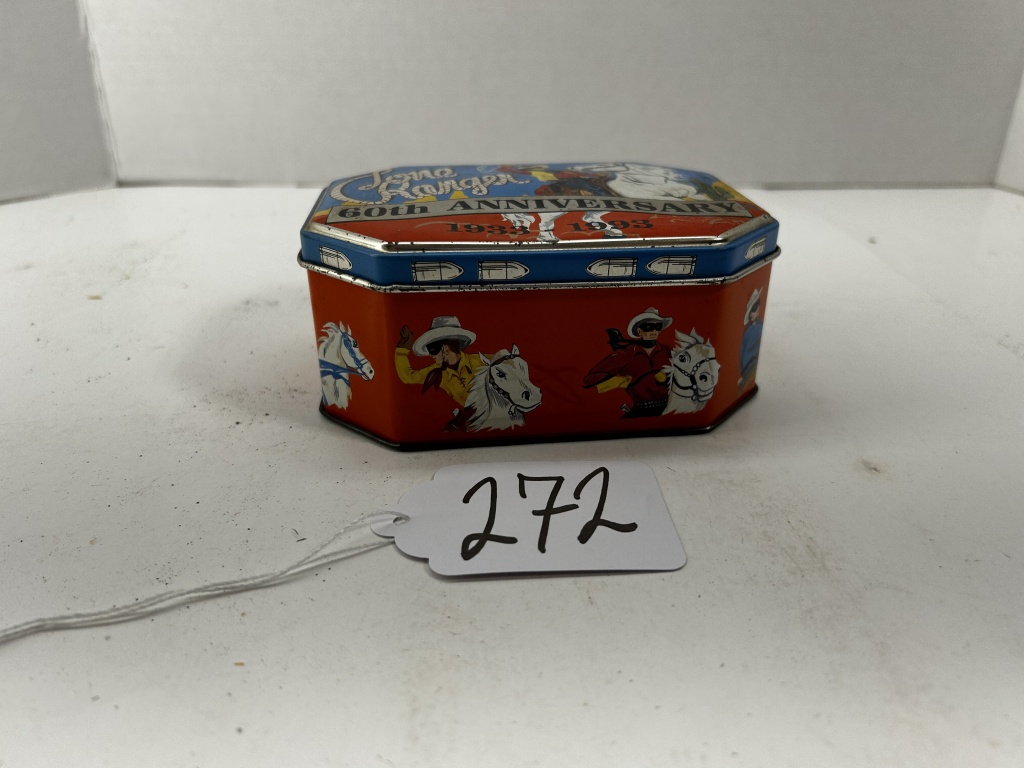 Lone
Ranger
60th ANNIVERSARY
1933 1993
272